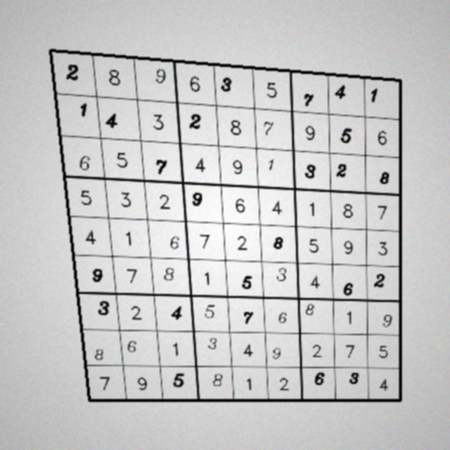 2 8 9 6 3 5 7 4 1
1 4 3 2 8 7 9 5 6
6 5 7 4 9 1 3 2 8
5 3 2 9 6 4 1 8 7
4 1 6 7 2 8 5 9 3
9 7 8 1 5 3 4 6 2
3 2 4 5 7 6 8 1 9
8 6 1 3 4 9 2 7 5
7 9 5 8 1 2 6 3 4